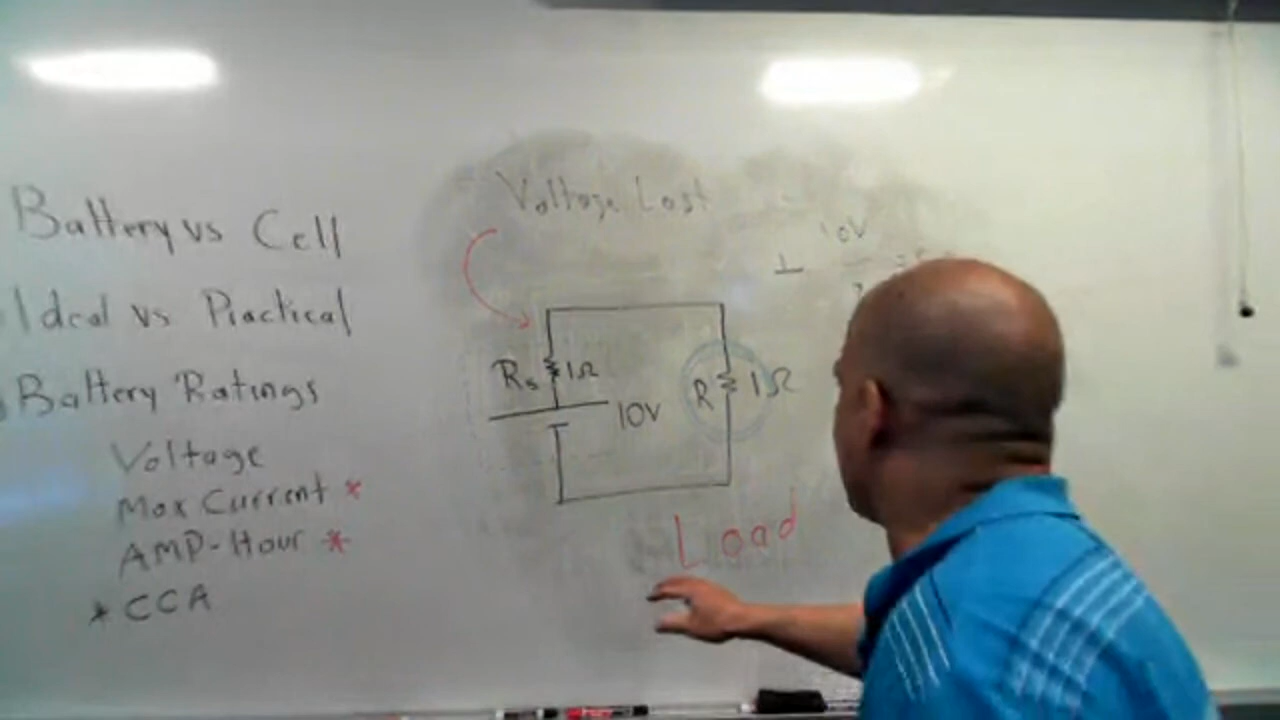 Battery vs Cell
Ideal vs Practical
Battery Ratings
Voltage
Max Current *
AMP-Hour *
* CCA
Voltage Lost
10V
Rs 1Ω
10V
R 1Ω
Load